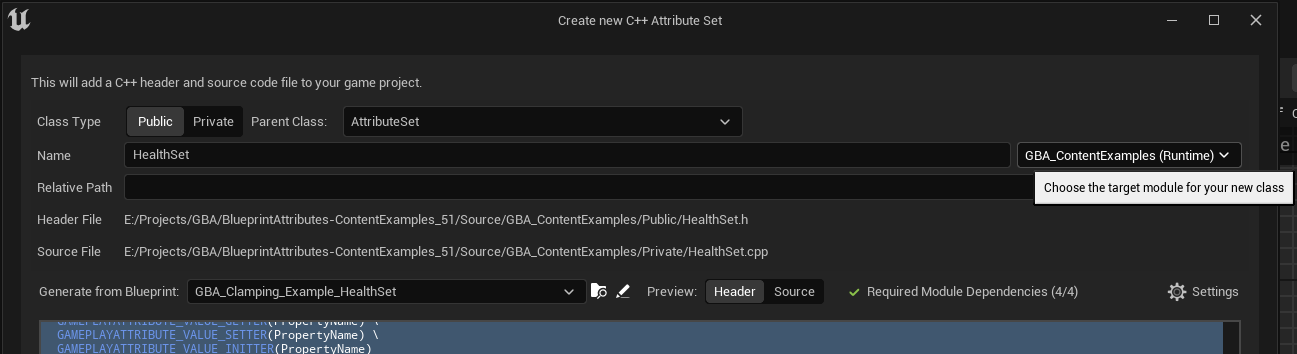 Create new C++ Attribute Set
This will add a C++ header and source code file to your game project.
Class Type Public Private Parent Class: AttributeSet
Name HealthSet GBA_ContentExamples (Runtime)
Relative Path
Choose the target module for your new class
Header File E:/Projects/GBA/BlueprintAttributes-ContentExamples_51/Source/GBA_ContentExamples/Public/HealthSet.h
Source File E:/Projects/GBA/BlueprintAttributes-ContentExamples_51/Source/GBA_ContentExamples/Private/HealthSet.cpp
Generate from Blueprint: GBA_Clamping_Example_HealthSet Preview: Header Source Required Module Dependencies (4/4) Settings
GAMEPLAYATTRIBUTE_VALUE_GETTER(PropertyName) \
GAMEPLAYATTRIBUTE_VALUE_SETTER(PropertyName) \
GAMEPLAYATTRIBUTE_VALUE_INITTER(PropertyName)